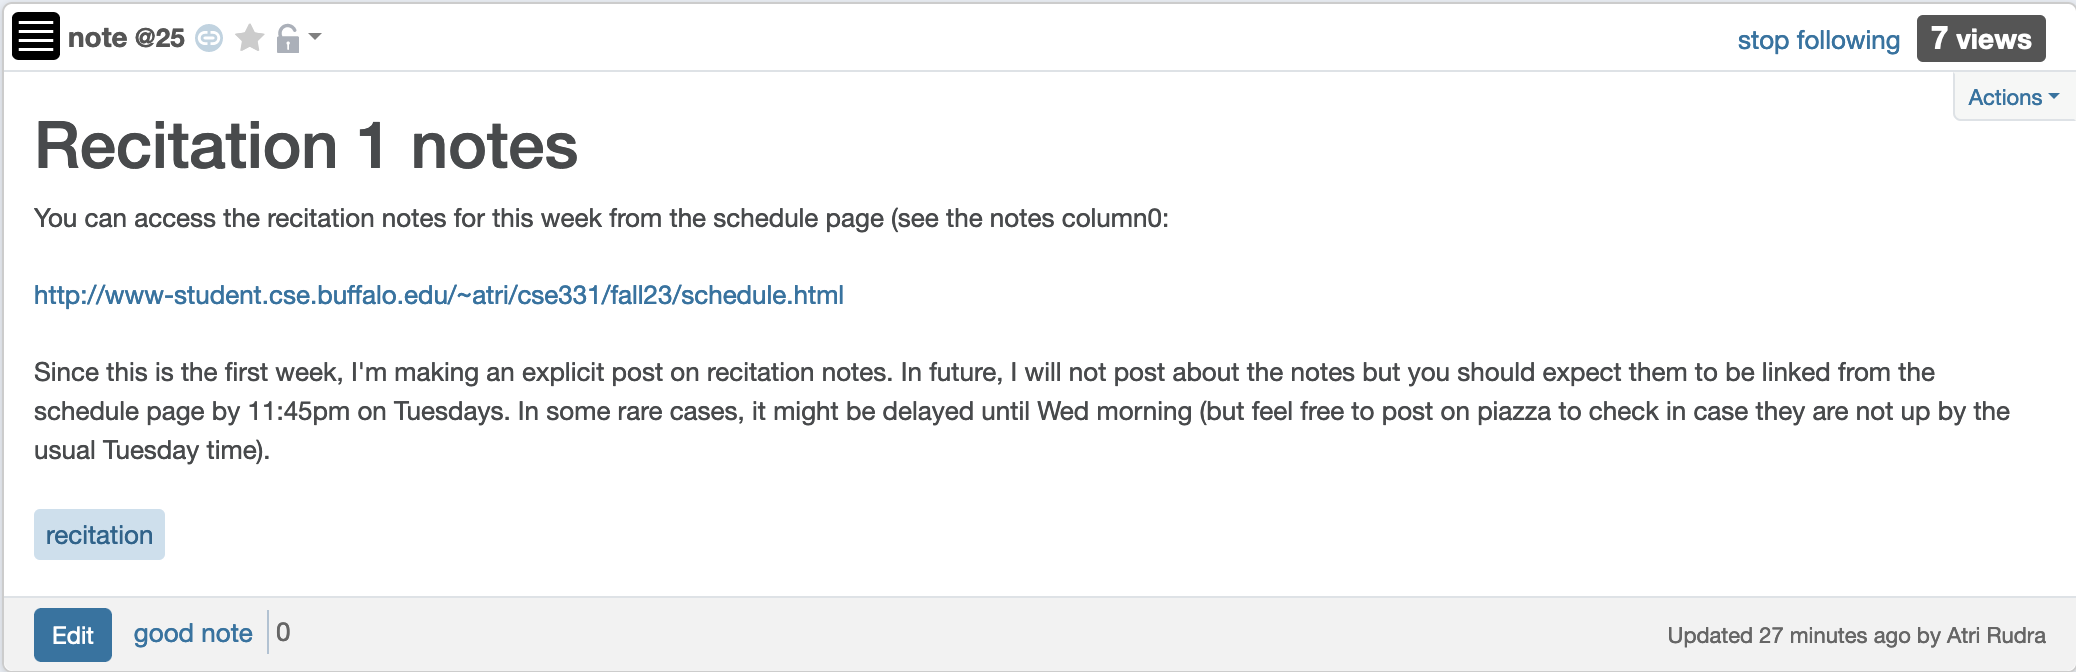 note @25
stop following
7 views
Actions
Recitation 1 notes
You can access the recitation notes for this week from the schedule page (see the notes column0:
http://www-student.cse.buffalo.edu/~atri/cse331/fall23/schedule.html
Since this is the first week, I'm making an explicit post on recitation notes. In future, I will not post about the notes but you should expect them to be linked from the
schedule page by 11:45pm on Tuesdays. In some rare cases, it might be delayed until Wed morning (but feel free to post on piazza to check in case they are not up by the
usual Tuesday time).
recitation
Edit
good note
0
Updated 27 minutes ago by Atri Rudra